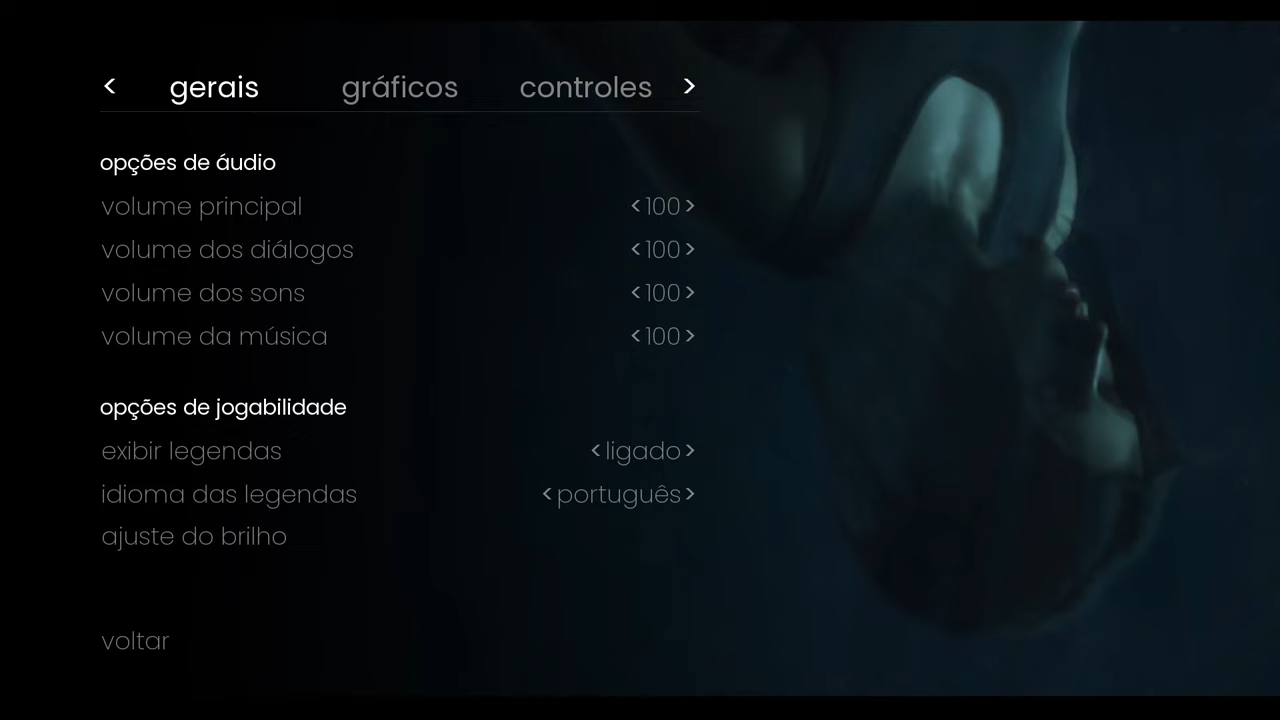 < gerais gráficos controles >
opções de áudio
volume principal <100>
volume dos diálogos <100>
volume dos sons <100>
volume da música <100>
opções de jogabilidade
exibir legendas <ligado>
idioma das legendas <português>
ajuste do brilho
voltar